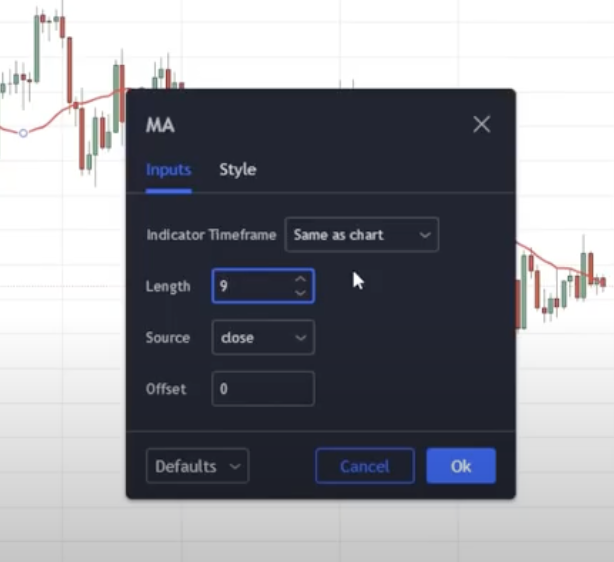 MA
Inputs Style
Indicator Timeframe Same as chart
Length 9
Source close
Offset 0
Defaults Cancel Ok